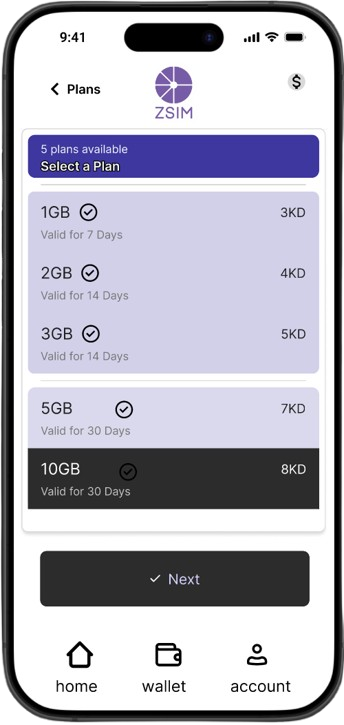 9:41
Plans
ZSIM
$
5 plans available
Select a Plan
1GB 3KD
Valid for 7 Days
2GB 4KD
Valid for 14 Days
3GB 5KD
Valid for 14 Days
5GB 7KD
Valid for 30 Days
10GB 8KD
Valid for 30 Days
Next
home wallet account